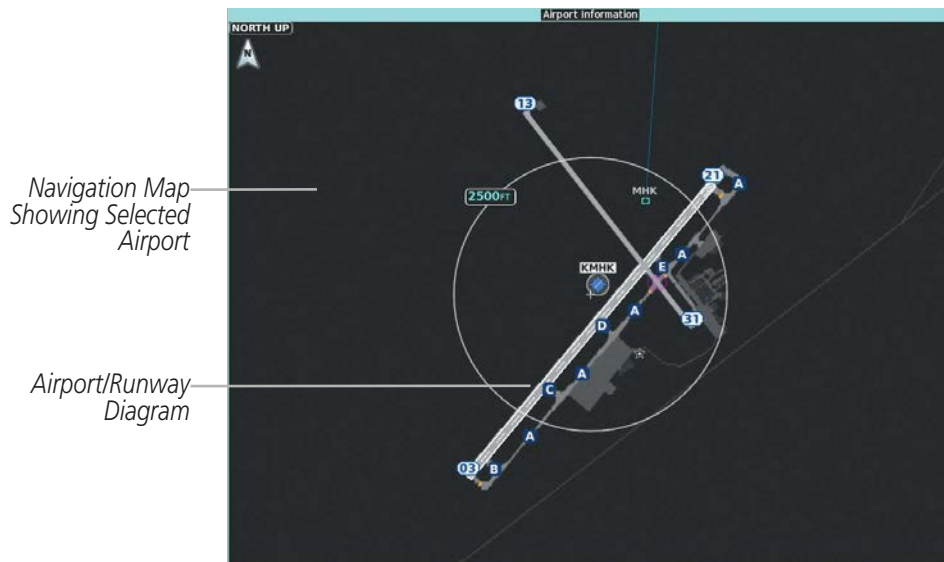 Airport Information
NORTH UP
N
13
21
A
2500FT
MHK
A
E
KMHK
A
31
D
A
C
A
03
B
Navigation Map
Showing Selected
Airport
Airport/Runway
Diagram